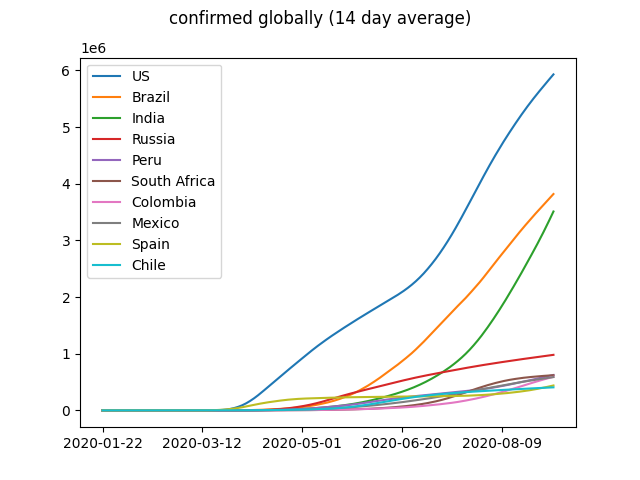 confirmed globally (14 day average)
1e6
6
5
4
3
2
1
0
US
Brazil
India
Russia
Peru
South Africa
Colombia
Mexico
Spain
Chile
2020-01-22 2020-03-12 2020-05-01 2020-06-20 2020-08-09